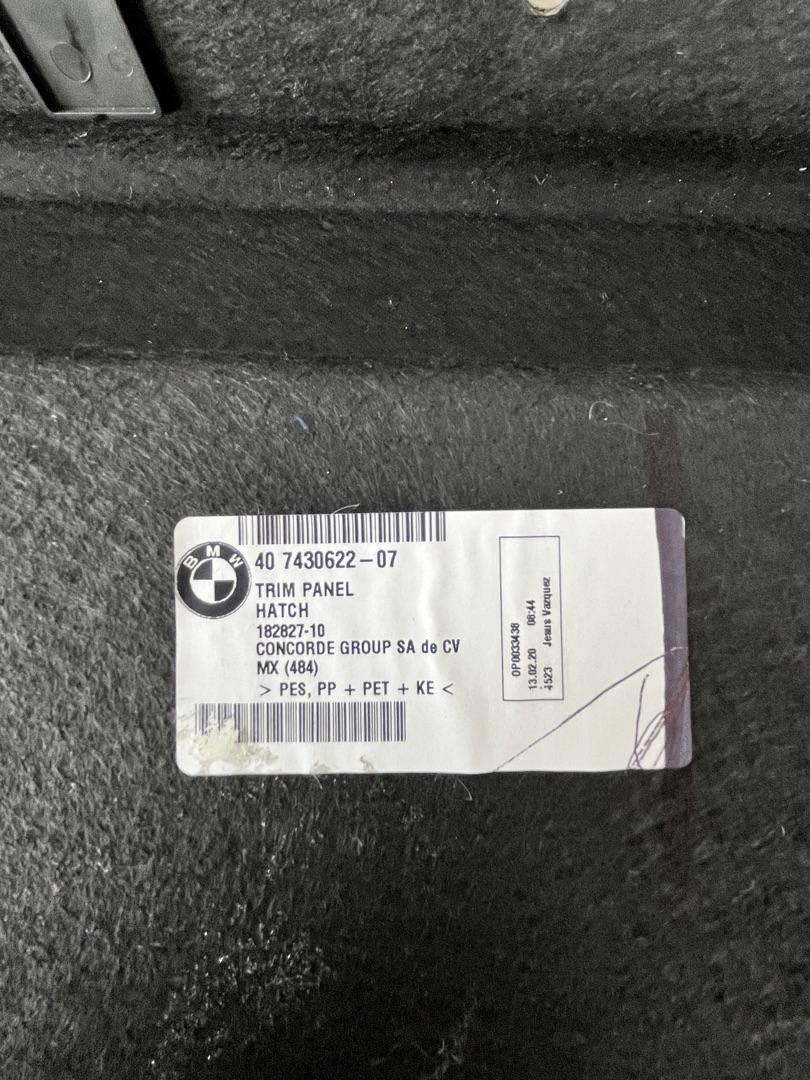 BMW
40 7430622-07
TRIM PANEL
HATCH
182827-10
CONCORDE GROUP SA de CV
MX (484)
> PES, PP + PET + KE <
OP0033438
13.02.20 08:44
4523 Jesus Vazquez